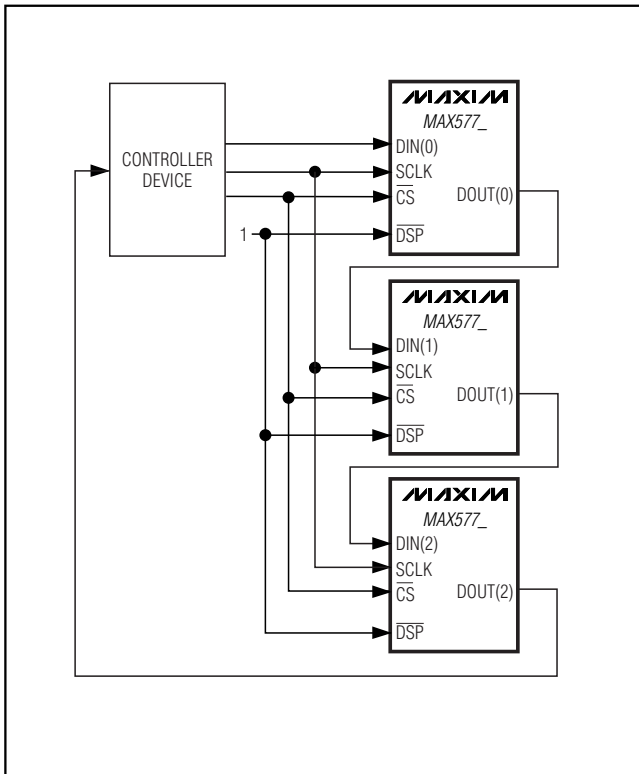 CONTROLLER
DEVICE
1
MAXIM
MAX577_
DIN(0)
SCLK
CS
DSP
DOUT(0)
MAXIM
MAX577_
DIN(1)
SCLK
CS
DSP
DOUT(1)
MAXIM
MAX577_
DIN(2)
SCLK
CS
DSP
DOUT(2)